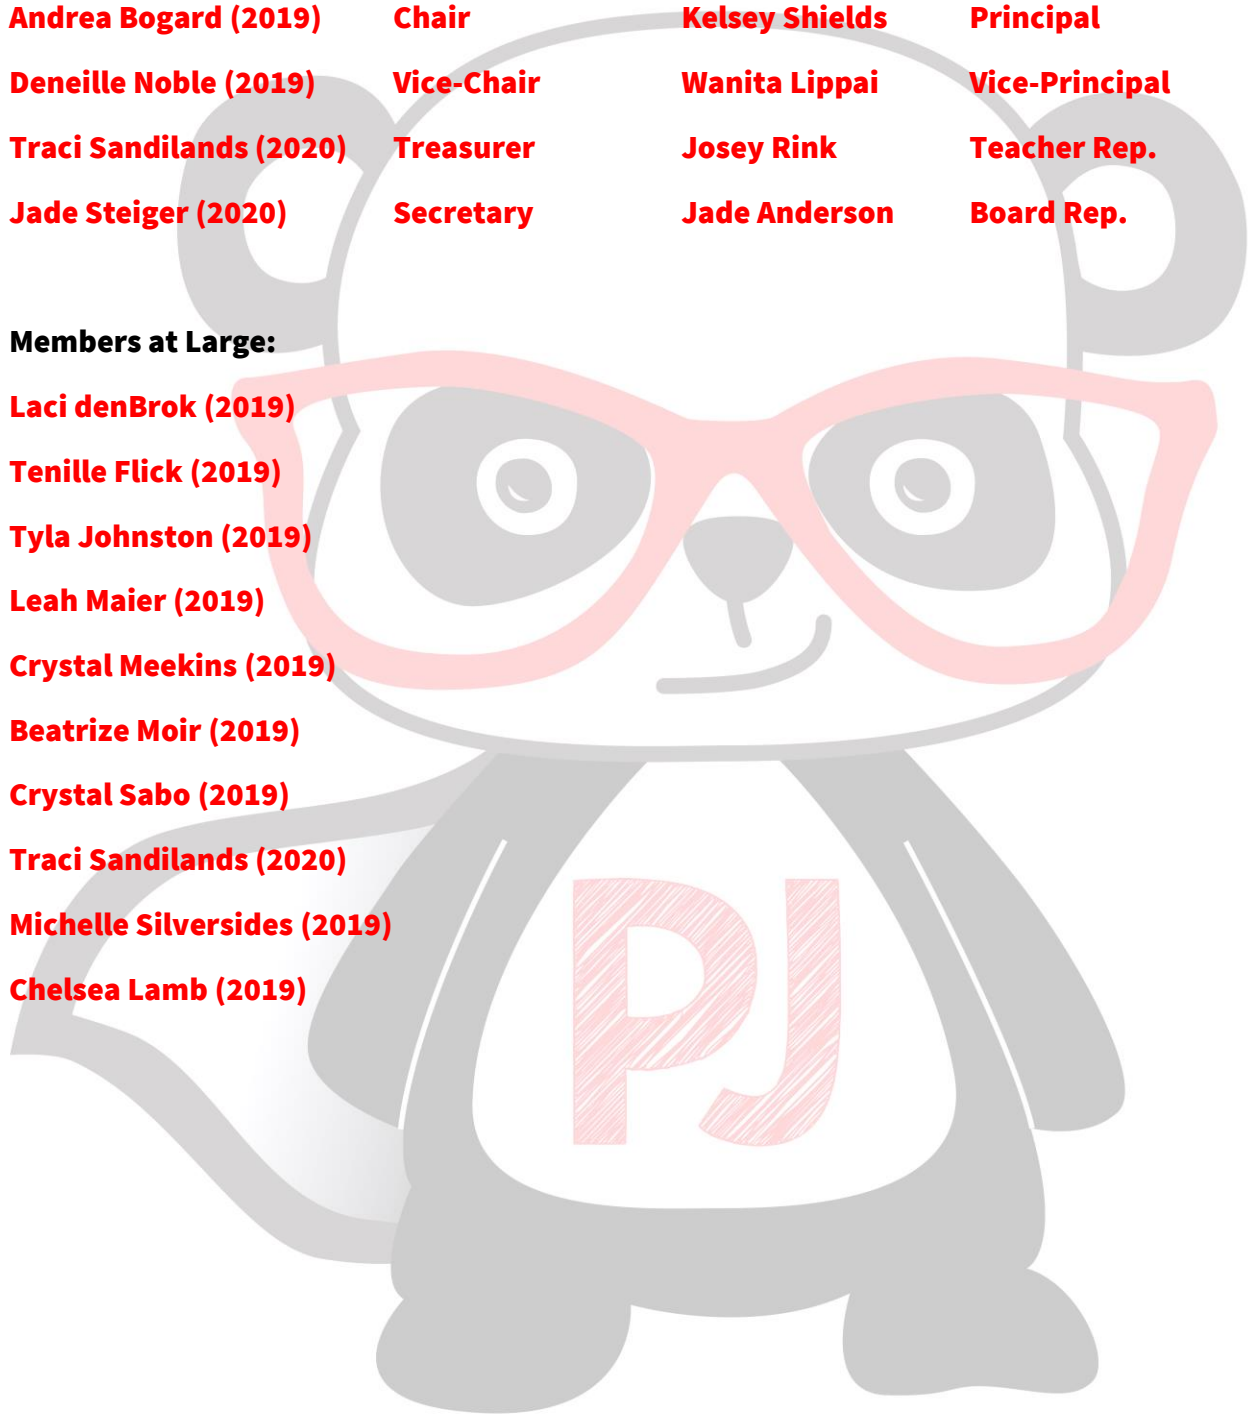 Andrea Bogard (2019) Chair Kelsey Shields Principal
Deneille Noble (2019) Vice-Chair Wanita Lippai Vice-Principal
Traci Sandilands (2020) Treasurer Josey Rink Teacher Rep.
Jade Steiger (2020) Secretary Jade Anderson Board Rep.
Members at Large:
Laci denBrok (2019)
Tenille Flick (2019)
Tyla Johnston (2019)
Leah Maier (2019)
Crystal Meekins (2019)
Beatrize Moir (2019)
Crystal Sabo (2019)
Traci Sandilands (2020)
Michelle Silversides (2019)
Chelsea Lamb (2019)
PJ